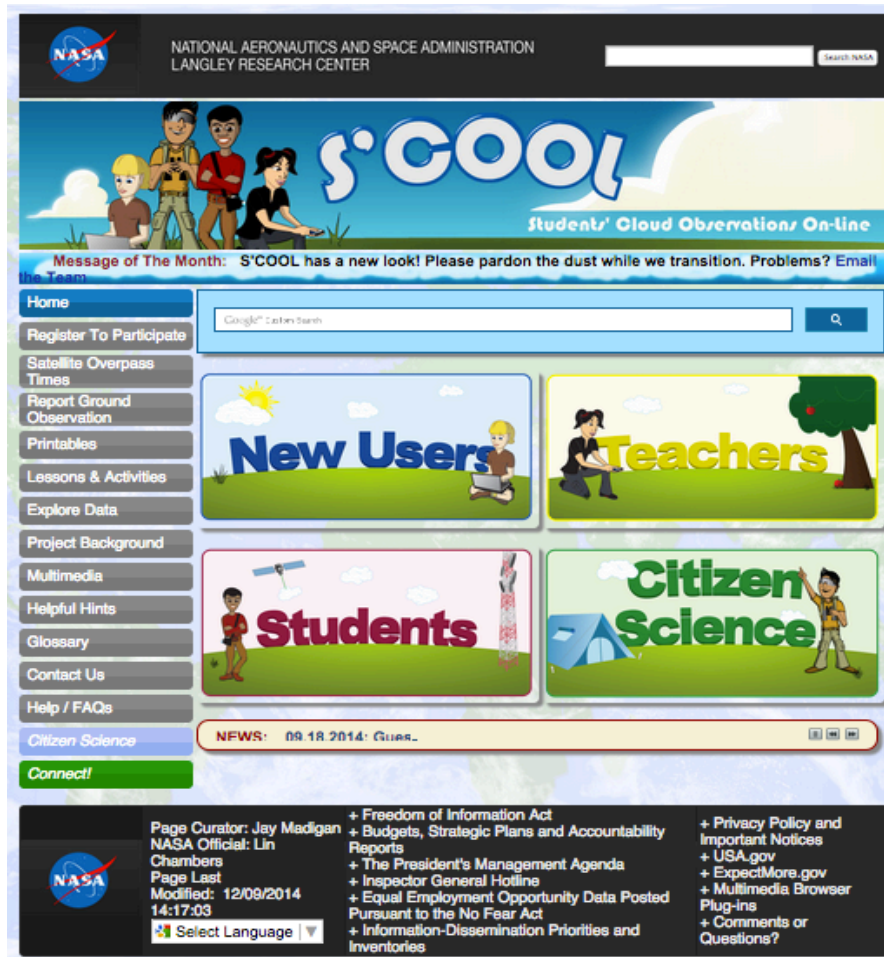 NASA
NATIONAL AERONAUTICS AND SPACE ADMINISTRATION
LANGLEY RESEARCH CENTER
Search NASA
S'COOL
Students' Cloud Observations On-Line
Message of The Month: S'COOL has a new look! Please pardon the dust while we transition. Problems? Email
the Team
Home
Register To Participate
Satellite Overpass
Times
Report Ground
Observation
Printables
Lessons & Activities
Explore Data
Project Background
Multimedia
Helpful Hints
Glossary
Contact Us
Help / FAQs
Citizen Science
Connect!
Google™ Custom Search
New Users
Teachers
Students
Citizen
Science
NEWS: 09.18.2014: Gues..
NASA
Page Curator: Jay Madigan
NASA Official: Lin
Chambers
Page Last
Modified: 12/09/2014
14:17:03
Select Language
+ Freedom of Information Act
+ Budgets, Strategic Plans and Accountability
Reports
+ The President's Management Agenda
+ Inspector General Hotline
+ Equal Employment Opportunity Data Posted
Pursuant to the No Fear Act
+ Information-Dissemination Priorities and
Inventories
+ Privacy Policy and
Important Notices
+ USA.gov
+ ExpectMore.gov
+ Multimedia Browser
Plug-ins
+ Comments or
Questions?